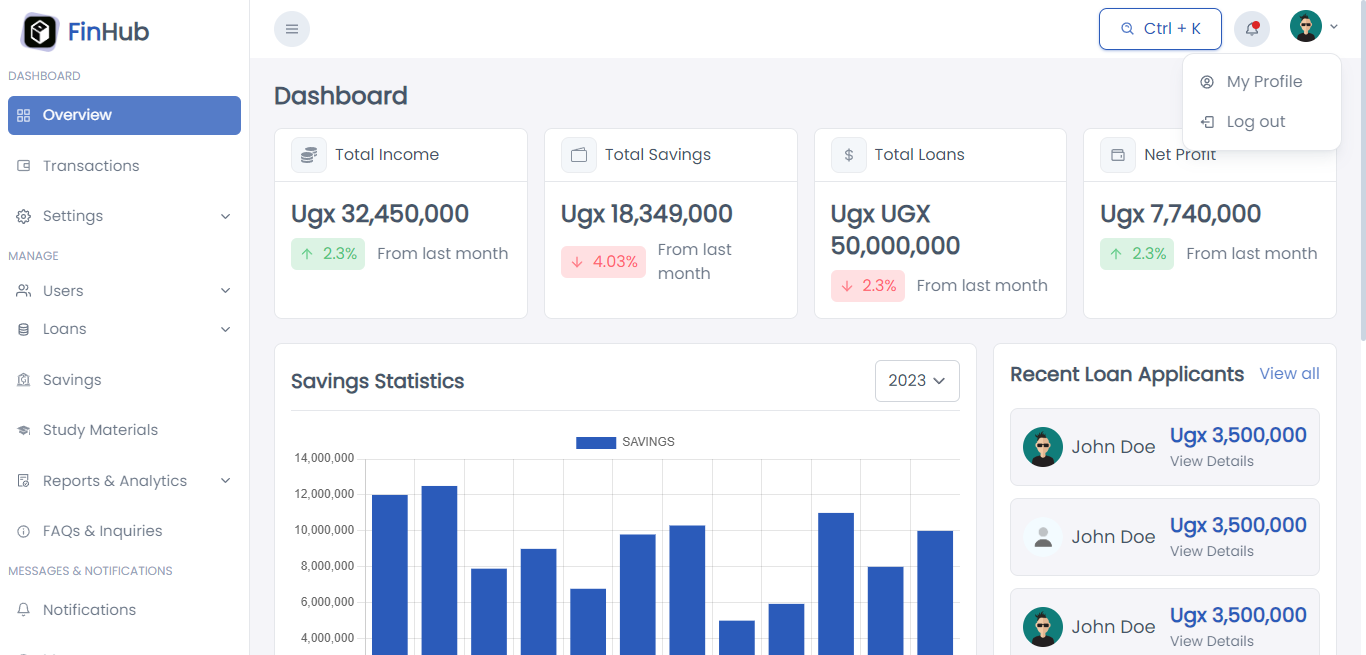 FinHub
DASHBOARD
Overview
Transactions
Settings
MANAGE
Users
Loans
Savings
Study Materials
Reports & Analytics
FAQs & Inquiries
MESSAGES & NOTIFICATIONS
Notifications
Ctrl + K
My Profile
Log out
Dashboard
Total Income
Ugx 32,450,000
2.3% From last month
Total Savings
Ugx 18,349,000
4.03% From last
month
Total Loans
$
Ugx UGX
50,000,000
2.3% From last month
Net Profit
Ugx 7,740,000
2.3% From last month
Savings Statistics
2023
SAVINGS
14,000,000
12,000,000
10,000,000
8,000,000
6,000,000
4,000,000
Recent Loan Applicants View all
John Doe
Ugx 3,500,000
View Details
John Doe
Ugx 3,500,000
View Details
John Doe
Ugx 3,500,000
View Details